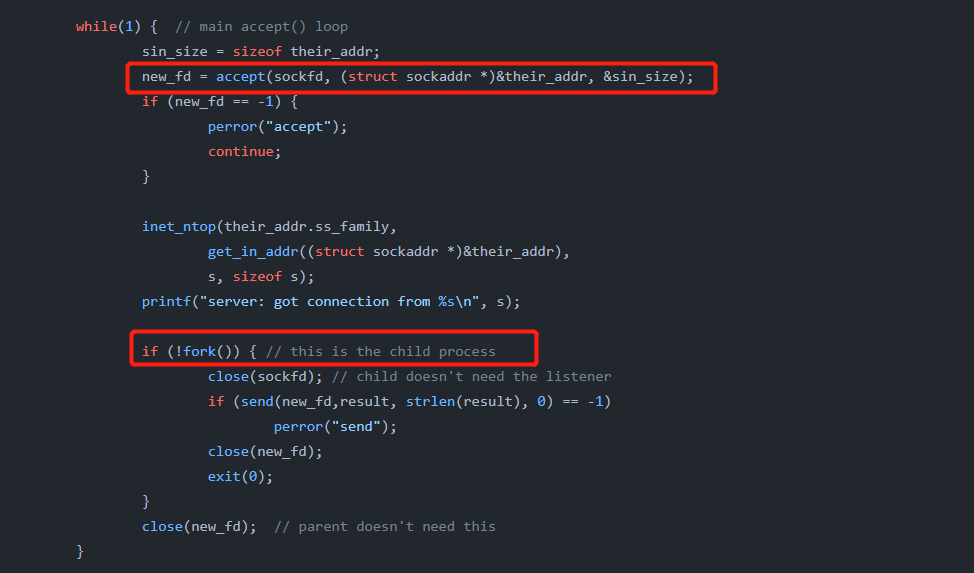 while(1) {  // main accept() loop
        sin_size = sizeof their_addr;
        new_fd = accept(sockfd, (struct sockaddr *)&their_addr, &sin_size);
        if (new_fd == -1) {
                perror("accept");
                continue;
        }
        inet_ntop(their_addr.ss_family,
                get_in_addr((struct sockaddr *)&their_addr),
                s, sizeof s);
        printf("server: got connection from %s\n", s);
        if (!fork()) { // this is the child process
                close(sockfd); // child doesn't need the listener
                if (send(new_fd,result, strlen(result), 0) == -1)
                        perror("send");
                close(new_fd);
                exit(0);
        }
        close(new_fd);  // parent doesn't need this
}